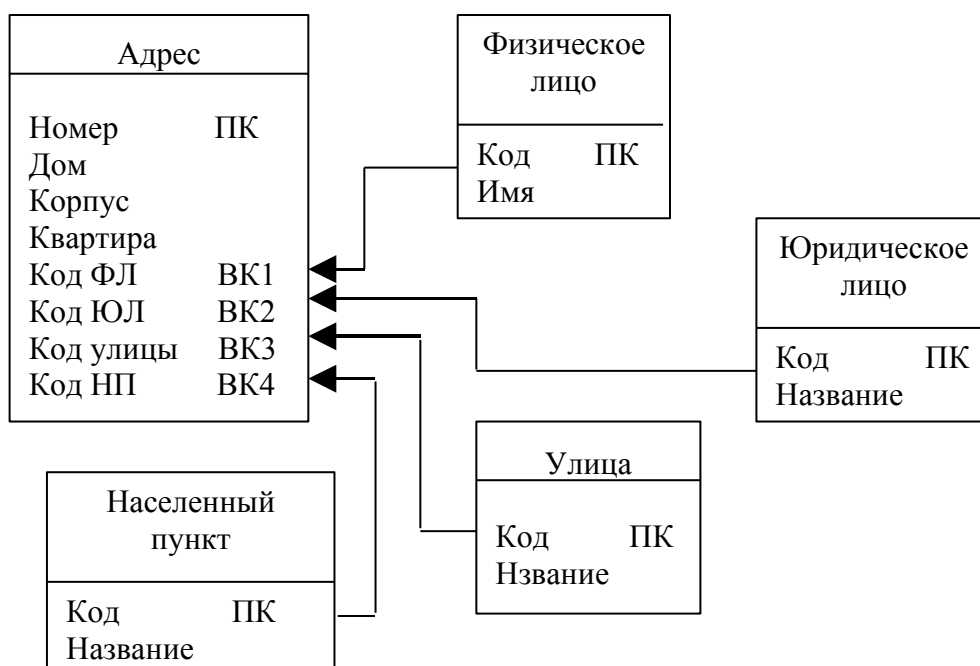 Адрес
Номер ПК
Дом
Корпус
Квартира
Код ФЛ ВК1
Код ЮЛ ВК2
Код улицы ВК3
Код НП ВК4
Физическое
лицо
Код ПК
Имя
Юридическое
лицо
Код ПК
Название
Улица
Код ПК
Нзвание
Населенный
пункт
Код ПК
Название